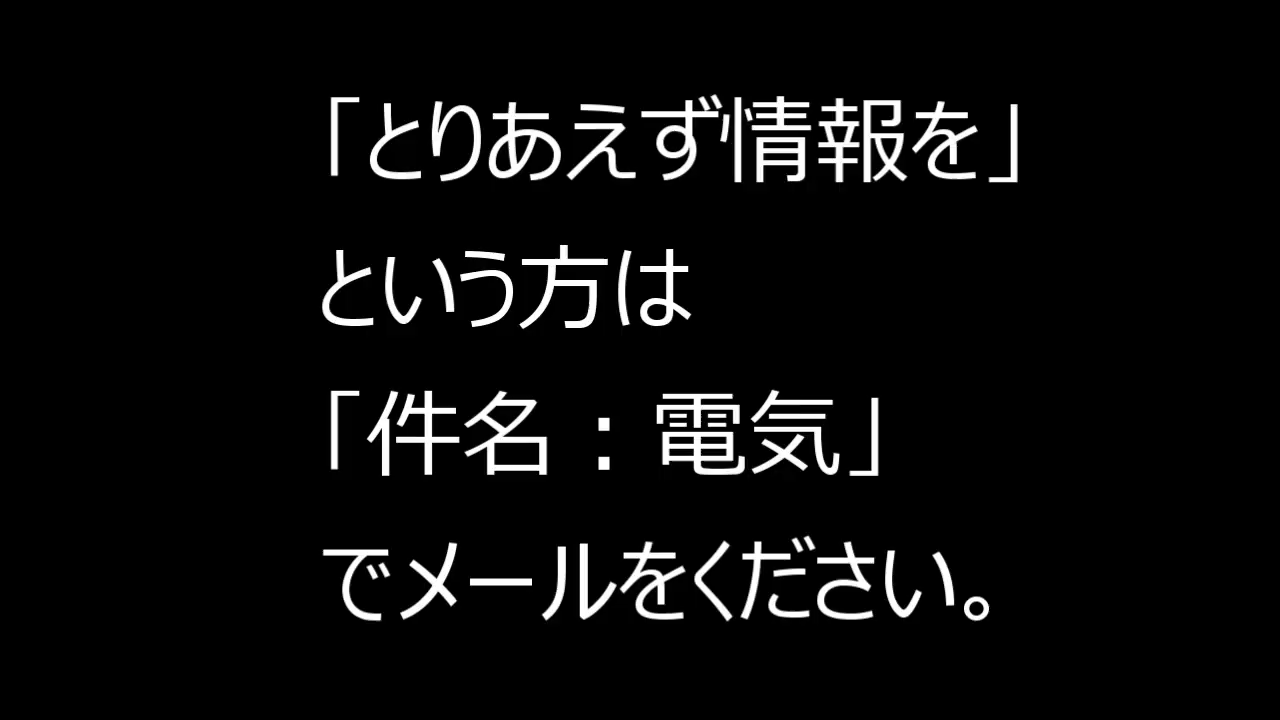 「とりあえず情報を」
という方は
「件名：電気」
でメールをください。